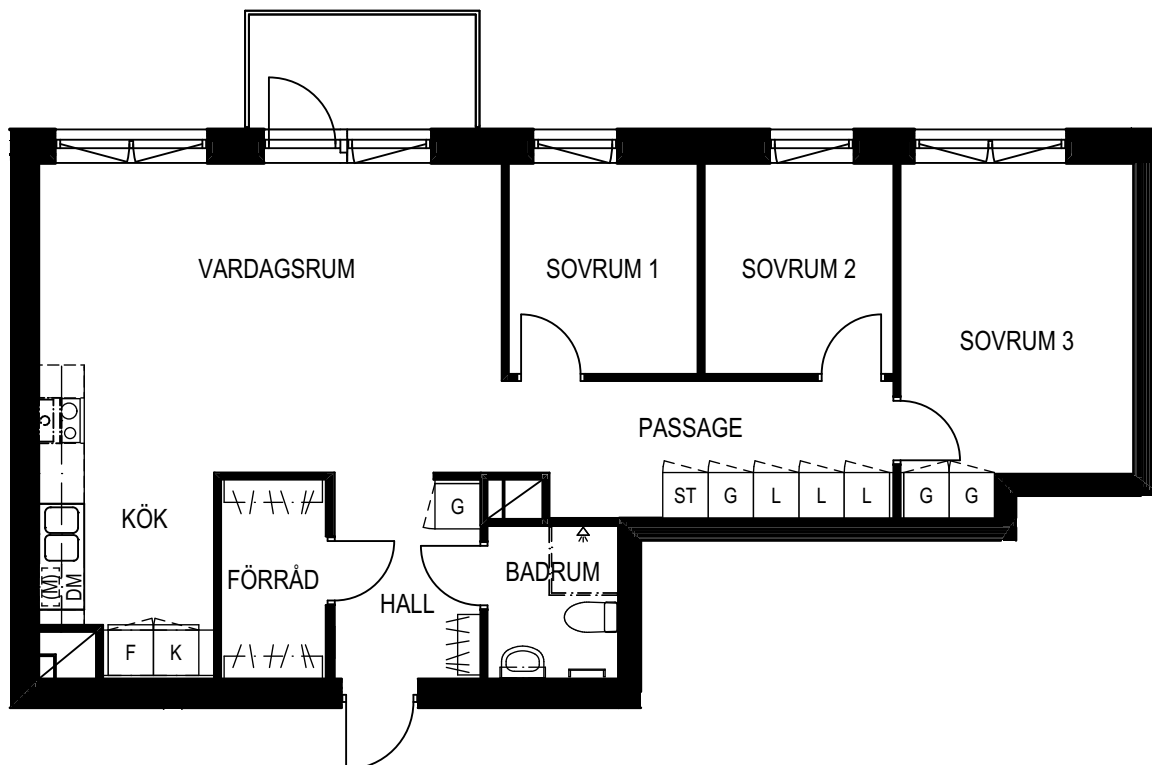 VARDAGSRUM
SOVRUM 1
SOVRUM 2
SOVRUM 3
PASSAGE
ST G L L L G G
G
KÖK
FÖRRÅD
HALL
BADRUM
(M)
DM
F K